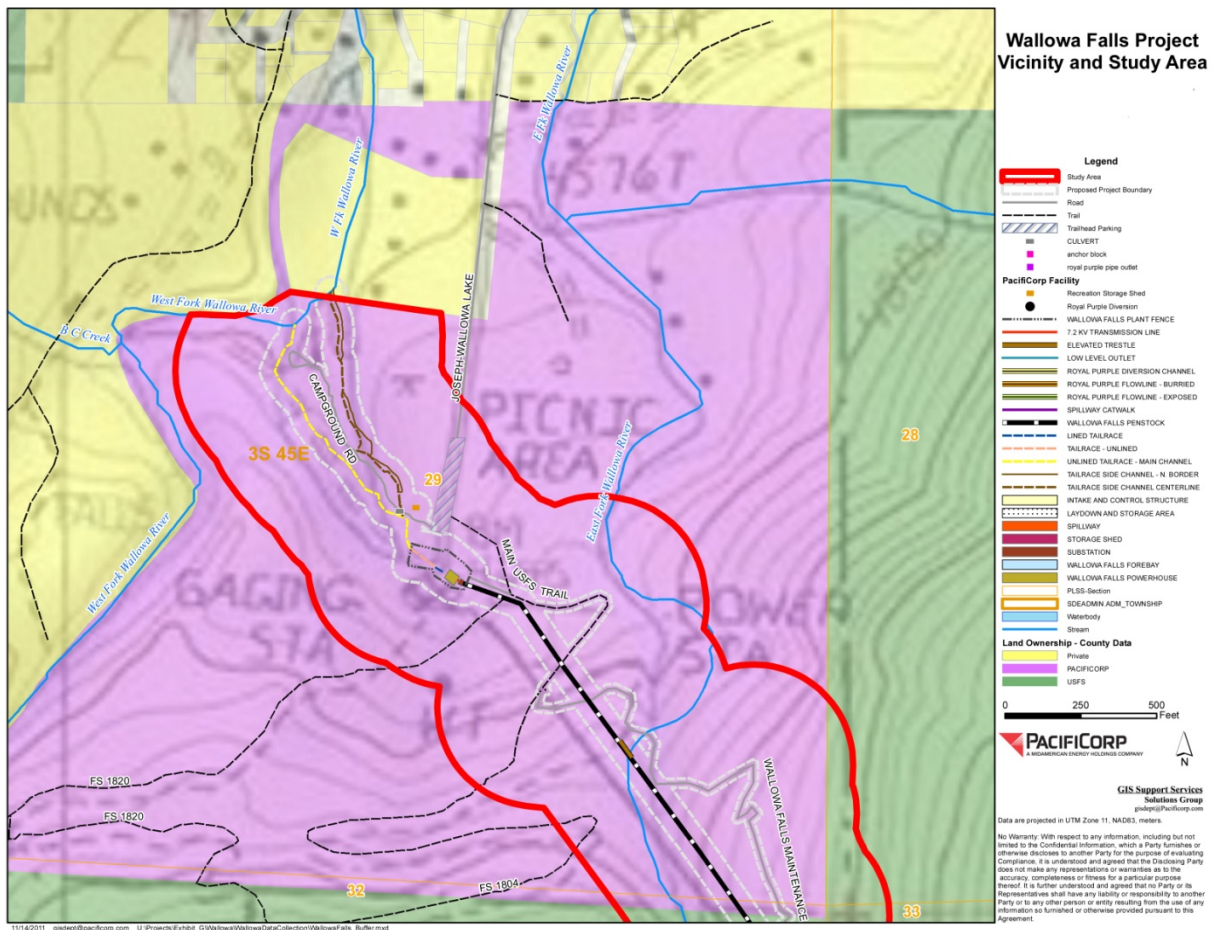 Wallowa Falls Project
Vicinity and Study Area
Legend
Study Area
Proposed Project Boundary
Road
Trail
Trailhead Parking
CULVERT
anchor block
royal purple pipe outlet
PacifiCorp Facility
Recreation Storage Shed
Royal Purple Diversion
WALLOWA FALLS PLANT FENCE
7.2 KV TRANSMISSION LINE
ELEVATED TRESTLE
LOW LEVEL OUTLET
ROYAL PURPLE DIVERSION CHANNEL
ROYAL PURPLE FLOWLINE - BURRIED
ROYAL PURPLE FLOWLINE - EXPOSED
SPILLWAY CATWALK
WALLOWA FALLS PENSTOCK
LINED TAILRACE
TAILRACE - UNLINED
UNLINED TAILRACE - MAIN CHANNEL
TAILRACE SIDE CHANNEL - N. BORDER
TAILRACE SIDE CHANNEL CENTERLINE
INTAKE AND CONTROL STRUCTURE
LAYDOWN AND STORAGE AREA
SPILLWAY
STORAGE SHED
SUBSTATION
WALLOWA FALLS FOREBAY
WALLOWA FALLS POWERHOUSE
PLSS-Section
SDEADMIN.ADM_TOWNSHIP
Waterbody
Stream
Land Ownership - County Data
Private
PACIFICORP
USFS
0 250 500
Feet
PACIFICORP
A MIDAMERICAN ENERGY HOLDINGS COMPANY
N
GIS Support Services
Solutions Group
gisdept@Pacificorp.com
Data are projected in UTM Zone 11, NAD83, meters.
No Warranty: With respect to any information, including but not
limited to the Confidential Information, which a Party furnishes or
otherwise discloses to another Party for the purpose of evaluating
Compliance, it is understood and agreed that the Disclosing Party
does not make any representations or warranties as to the
accuracy, completeness or fitness for a particular purpose
thereof. It is further understood and agreed that no Party or its
Representatives shall have any liability or responsibility to another
Party or to any other person or entity resulting from the use of any
information so furnished or otherwise provided pursuant to this
Agreement.
W Fk Wallowa River
E Fk Wallowa River
4576T
West Fork Wallowa River
B C Creek
JOSEPH-WALLOWA LAKE
CAMPGROUND RD
PICNIC
AREA
3S 45E
29
28
East Fork Wallowa River
West Fork Wallowa River
MAIN USFS TRAIL
GAGING
STA
POWER
STA
WALLOWA FALLS MAINTENANCE
FS 1820
FS 1820
FS 1804
32
33
11/14/2011 gisdept@pacificorp.com U:\Projects\Exhibit_G\Wallowa\WallowaDataCollection\WallowaFalls_Buffer.mxd